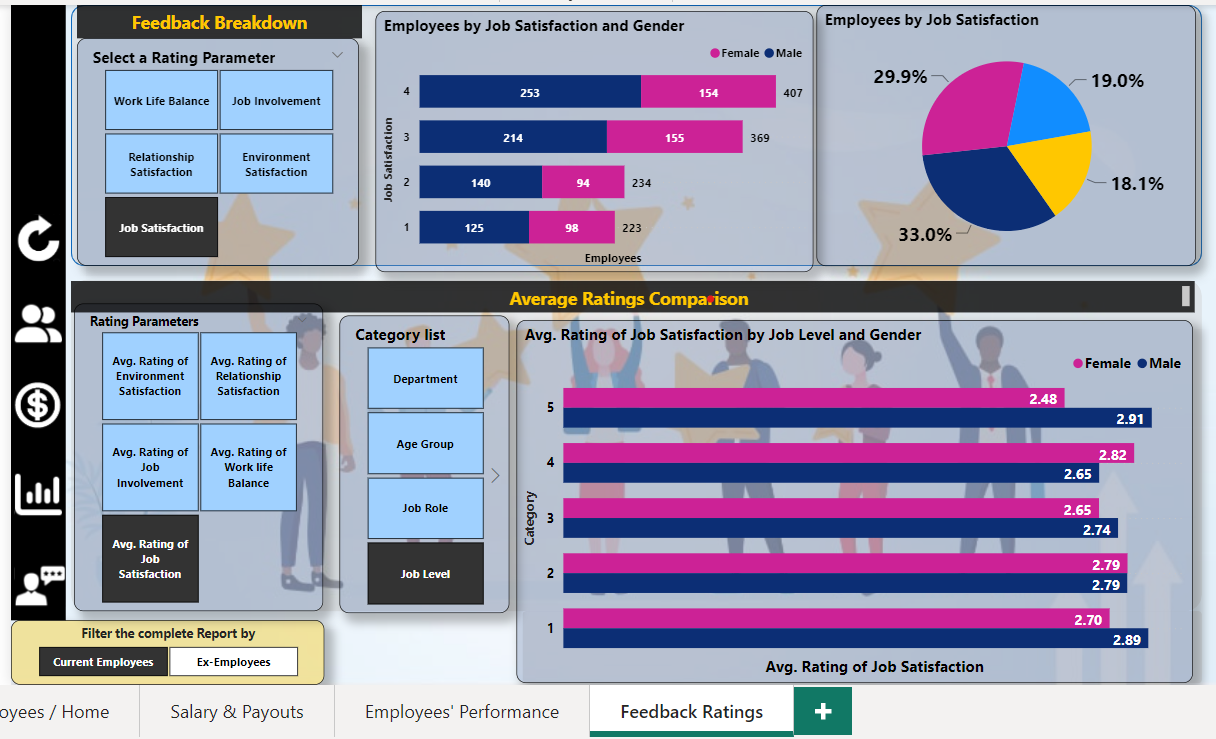 Feedback Breakdown
Select a Rating Parameter
Work Life Balance
Job Involvement
Relationship
Satisfaction
Environment
Satisfaction
Job Satisfaction
Employees by Job Satisfaction and Gender
Female Male
Job Satisfaction
4 253 154 407
3 214 155 369
2 140 94 234
1 125 98 223
Employees
Employees by Job Satisfaction
29.9%
19.0%
18.1%
33.0%
Average Ratings Comparison
Rating Parameters
Avg. Rating of
Environment
Satisfaction
Avg. Rating of
Relationship
Satisfaction
Avg. Rating of
Job
Involvement
Avg. Rating of
Work life
Balance
Avg. Rating of
Job
Satisfaction
Category list
Department
Age Group
Job Role
Job Level
Avg. Rating of Job Satisfaction by Job Level and Gender
Female Male
Category
5 2.48
2.91
4 2.82
2.65
3 2.65
2.74
2 2.79
2.79
1 2.70
2.89
Avg. Rating of Job Satisfaction
Filter the complete Report by
Current Employees
Ex-Employees
oyees / Home
Salary & Payouts
Employees' Performance
Feedback Ratings